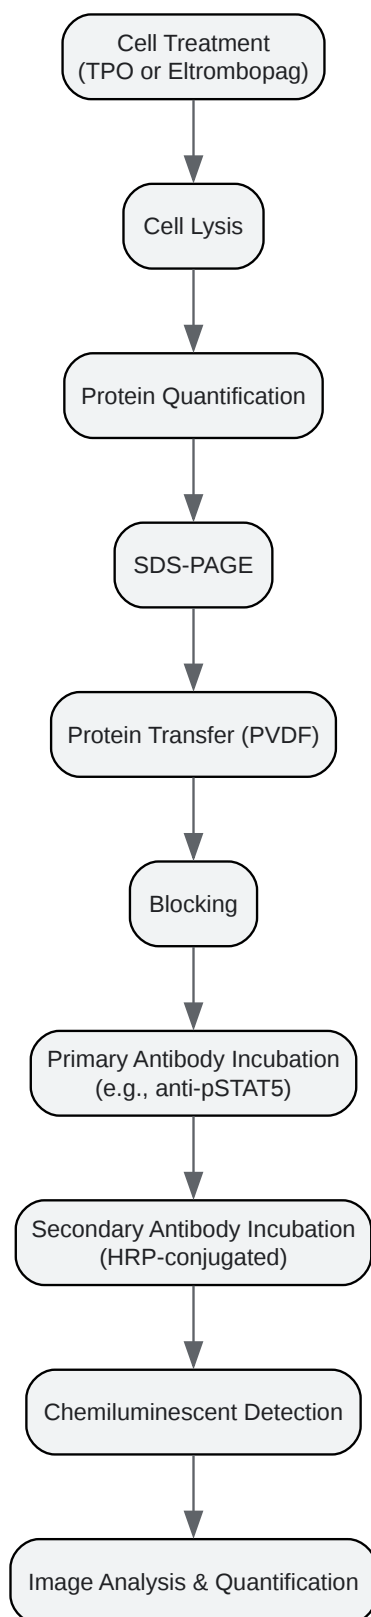 Cell Treatment
(TPO or Eltrombopag)
Cell Lysis
Protein Quantification
SDS-PAGE
Protein Transfer (PVDF)
Blocking
Primary Antibody Incubation
(e.g., anti-pSTAT5)
Secondary Antibody Incubation
(HRP-conjugated)
Chemiluminescent Detection
Image Analysis & Quantification